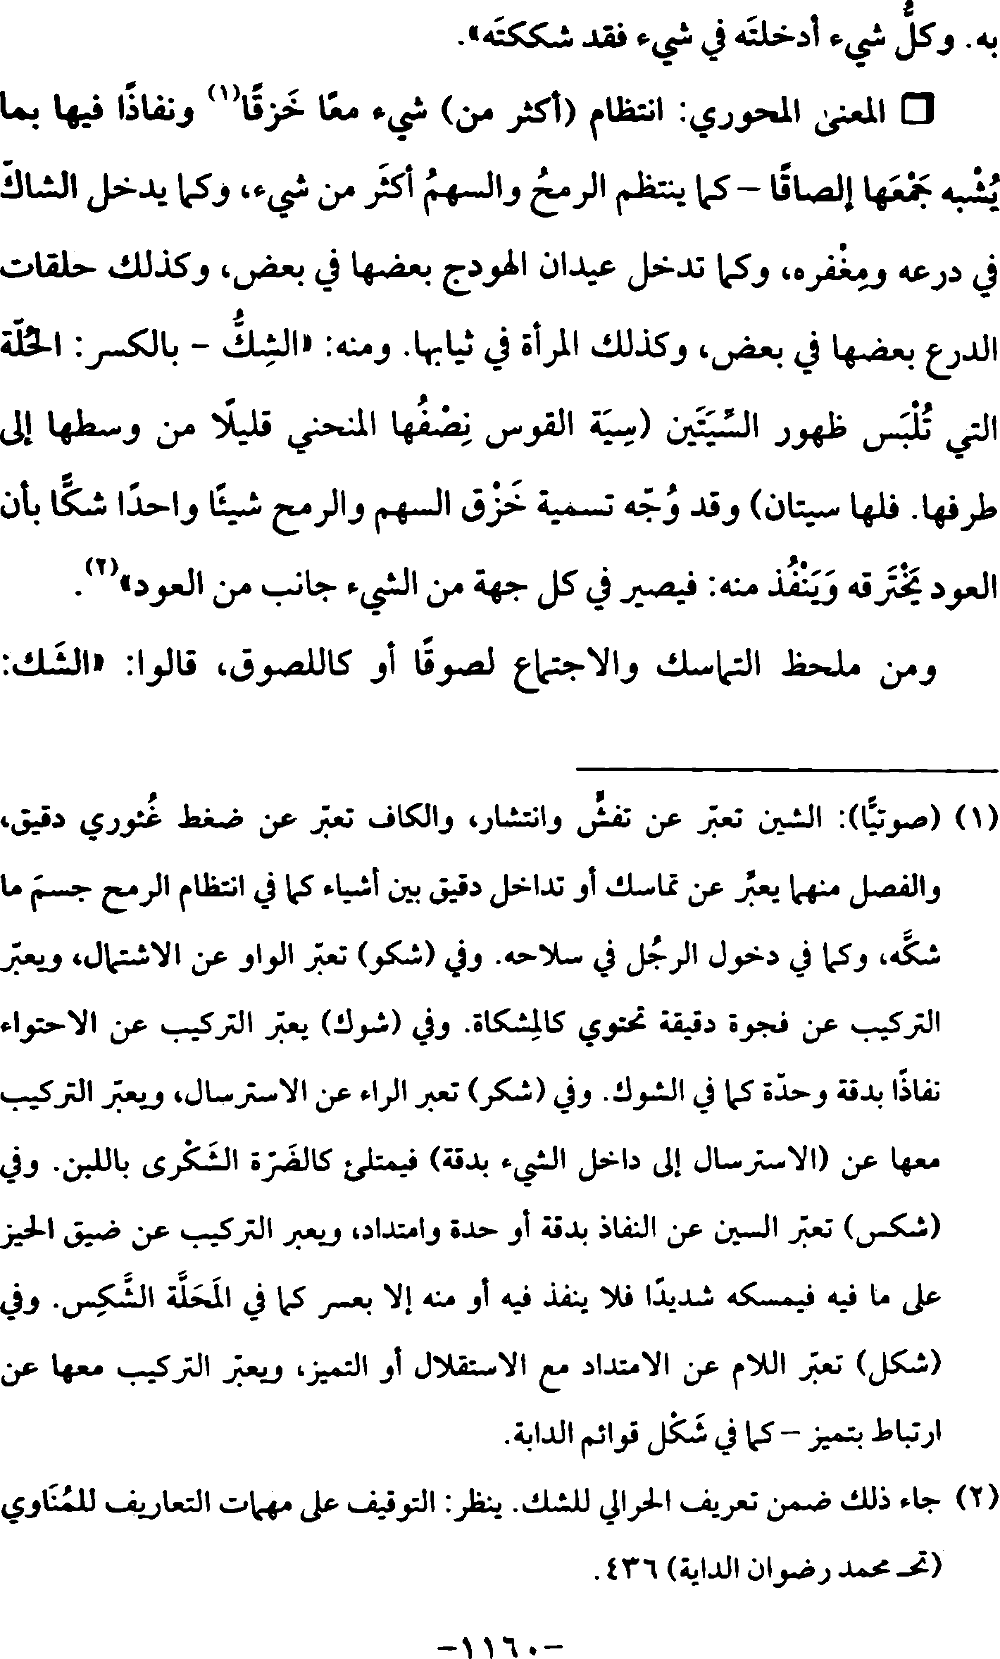 به. وكلُّ شيء أدخلتَه في شيء فقد شككتَه».
□ المعنى المحوري: انتظام (أكثر من) شيء معًا خَزقًا(١) ونفاذًا فيها بما
يُشْبه جَمْعَها إلصاقًا – كما ينتظم الرمحُ والسهمُ أكثَر من شيء، وكما يدخل الشاكّ
في درعه ومِغْفره، وكما تدخل عيدان الهودج بعضها في بعض، وكذلك حلقات
الدرع بعضها في بعض، وكذلك المرأة في ثيابها. ومنه: «الشِكُّ – بالكسر: الحُلّة
التي تُلْبَس ظهور السِّيَتَين (سِيَة القوس نِصْفُها المنحني قليلًا من وسطها إلى
طرفها. فلها سيتان) وقد وُجّه تسمية خَزْق السهم والرمح شيئًا واحدًا شكًّا بأن
العود يَخْتَرقه وَيَنْفُذ منه: فيصير في كل جهة من الشيء جانب من العود»(٢).
ومن ملحظ التماسك والاجتماع لصوقًا أو كاللصوق، قالوا: «الشَك:
(١) (صوتيًّا): الشين تعبّر عن تفشٍّ وانتشار، والكاف تعبّر عن ضغط غُئوري دقيق،
والفصل منهما يعبِّر عن تماسك أو تداخل دقيق بين أشياء كما في انتظام الرمح جسمَ ما
شكَّه، وكما في دخول الرجُل في سلاحه. وفي (شكو) تعبّر الواو عن الاشتمال، ويعبّر
التركيب عن فجوة دقيقة تحتوي كالمِشكاة. وفي (شوك) يعبّر التركيب عن الاحتواء
نفاذًا بدقة وحدّة كما في الشوك. وفي (شكر) تعبر الراء عن الاسترسال، ويعبّر التركيب
معها عن (الاسترسال إلى داخل الشيء بدقة) فيمتلئ كالضَرّة الشَكْرى باللبن. وفي
(شكس) تعبّر السين عن النفاذ بدقة أو حدة وامتداد، ويعبر التركيب عن ضيق الحيز
على ما فيه فيمسكه شديدًا فلا ينفذ فيه أو منه إلا بعسر كما في المَحَلَّة الشَّكِس. وفي
(شكل) تعبّر اللام عن الامتداد مع الاستقلال أو التميز، ويعبّر التركيب معها عن
ارتباط بتميز – كما في شَكْل قوائم الدابة.
(٢) جاء ذلك ضمن تعريف الحرالي للشك. ينظر: التوقيف على مهمات التعاريف للمُنَاوي
(تحـ محمد رضوان الداية) ٤٣٦.
–١١٦٠–